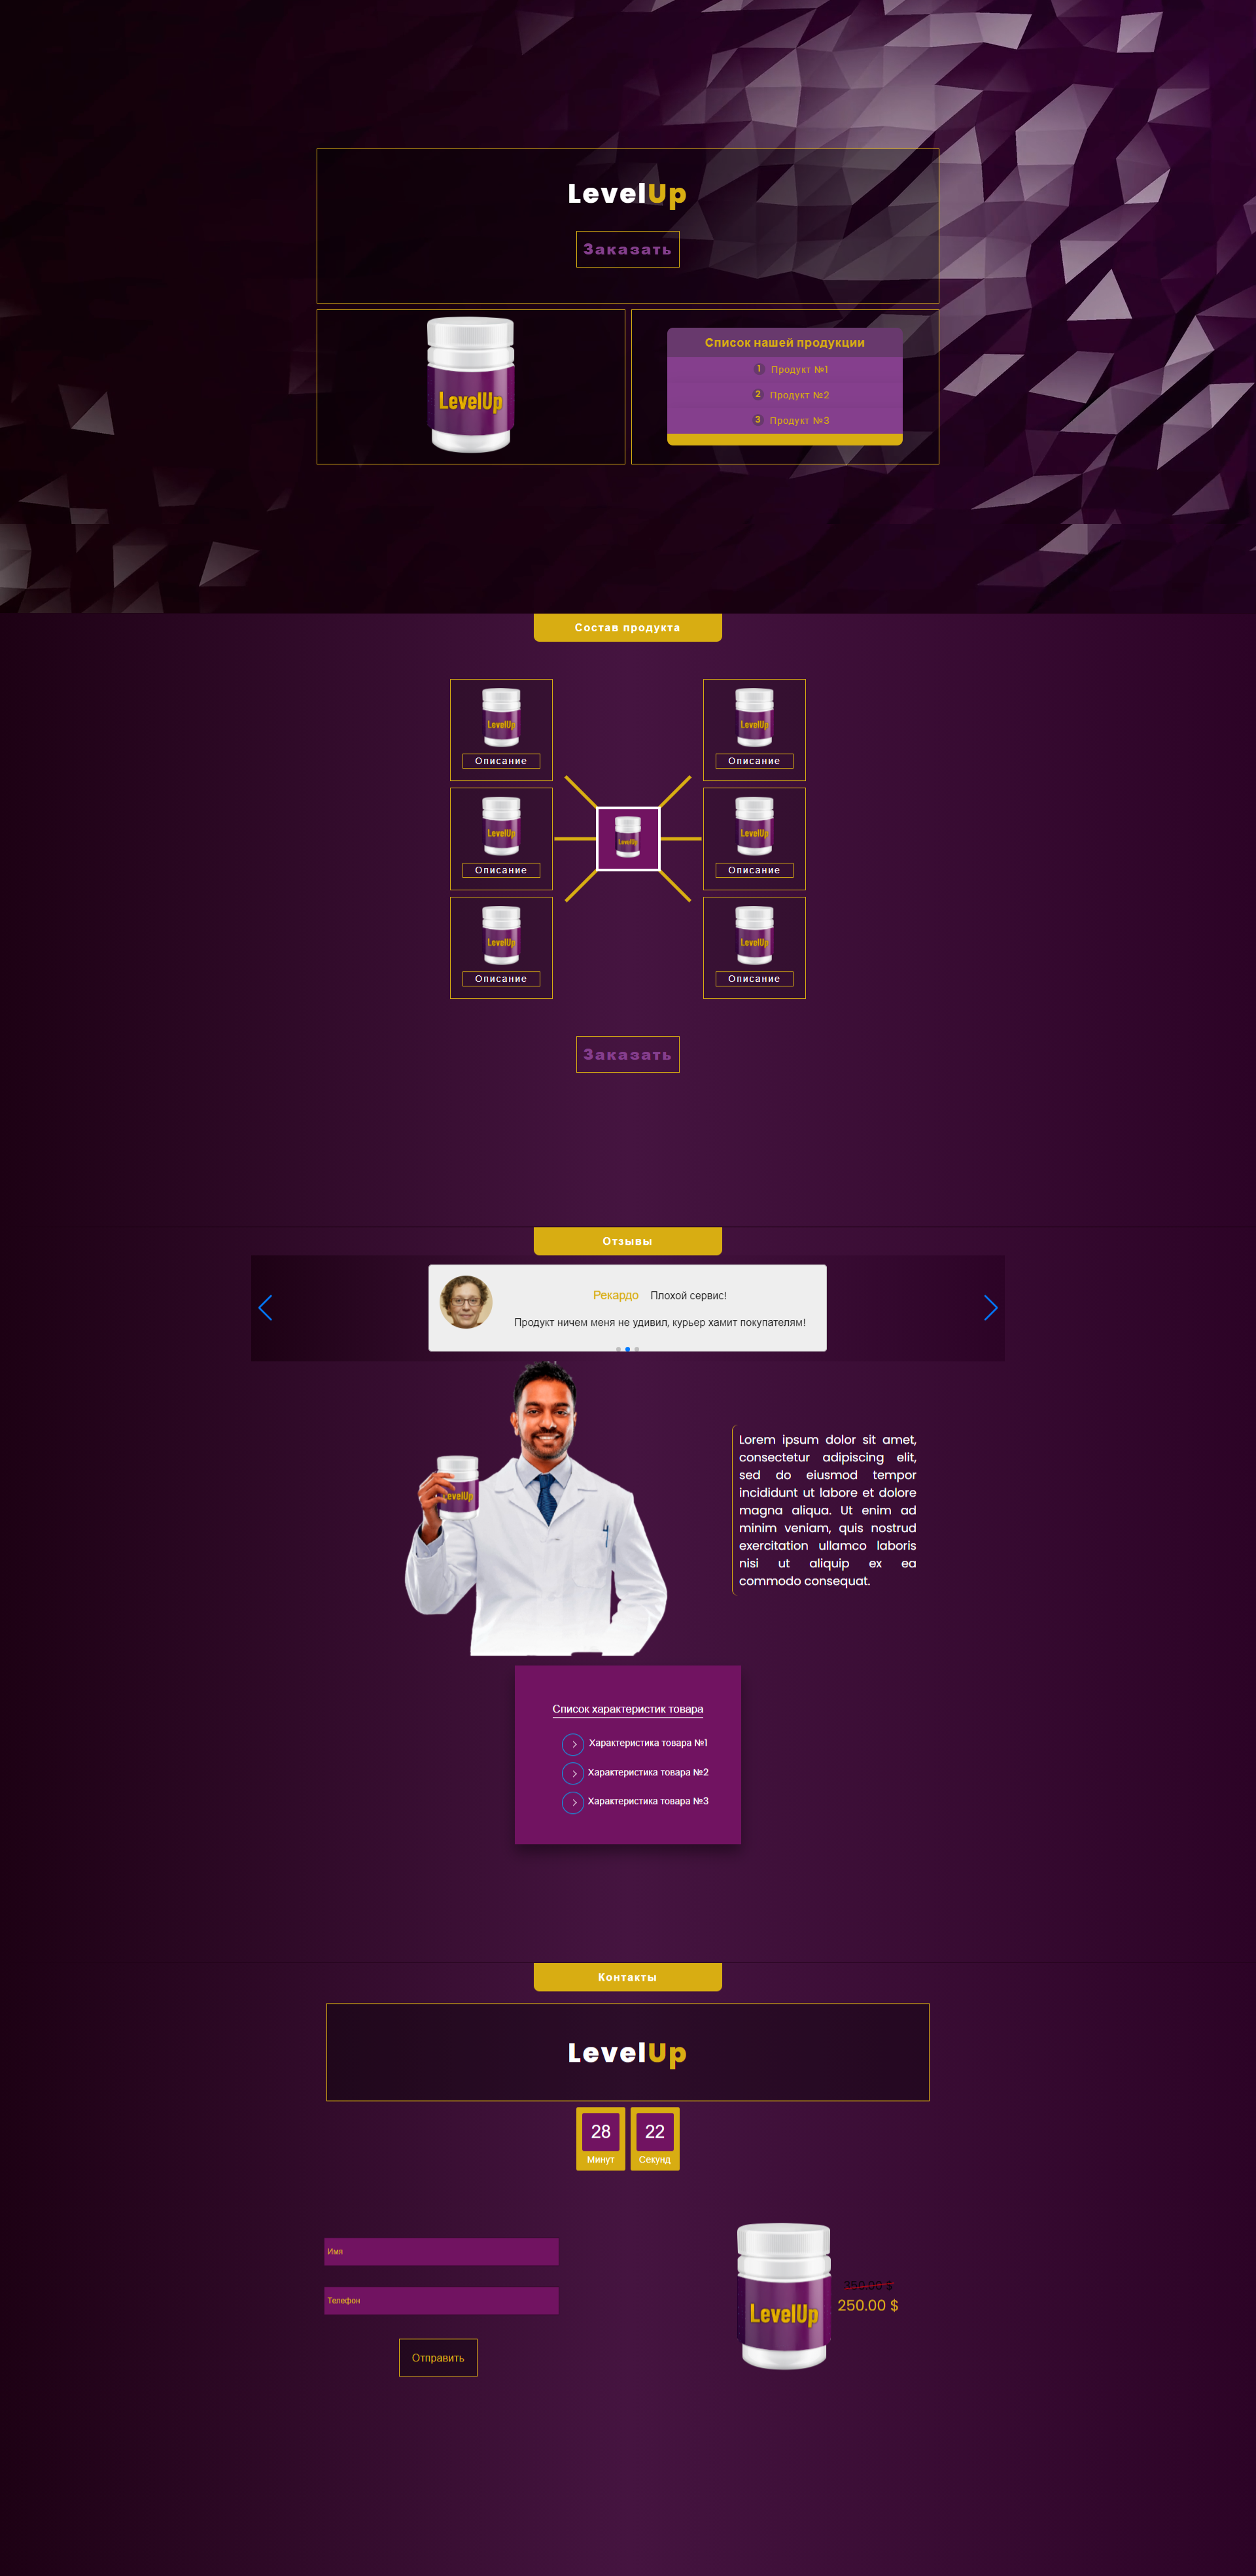 LevelUp
Заказать
LevelUp
Список нашей продукции
1 Продукт №1
2 Продукт №2
3 Продукт №3
Состав продукта
LevelUp
Описание
LevelUp
Описание
LevelUp
Описание
LevelUp
Описание
LevelUp
LevelUp
Описание
LevelUp
Описание
Заказать
Отзывы
Рекардо Плохой сервис!
Продукт ничем меня не удивил, курьер хамит покупателям!
LevelUp
Lorem ipsum dolor sit amet,
consectetur adipiscing elit,
sed do eiusmod tempor
incididunt ut labore et dolore
magna aliqua. Ut enim ad
minim veniam, quis nostrud
exercitation ullamco laboris
nisi ut aliquip ex ea
commodo consequat.
Список характеристик товара
Характеристика товара №1
Характеристика товара №2
Характеристика товара №3
Контакты
LevelUp
28 22
Минут Секунд
Имя
Телефон
Отправить
LevelUp
350.00 $
250.00 $